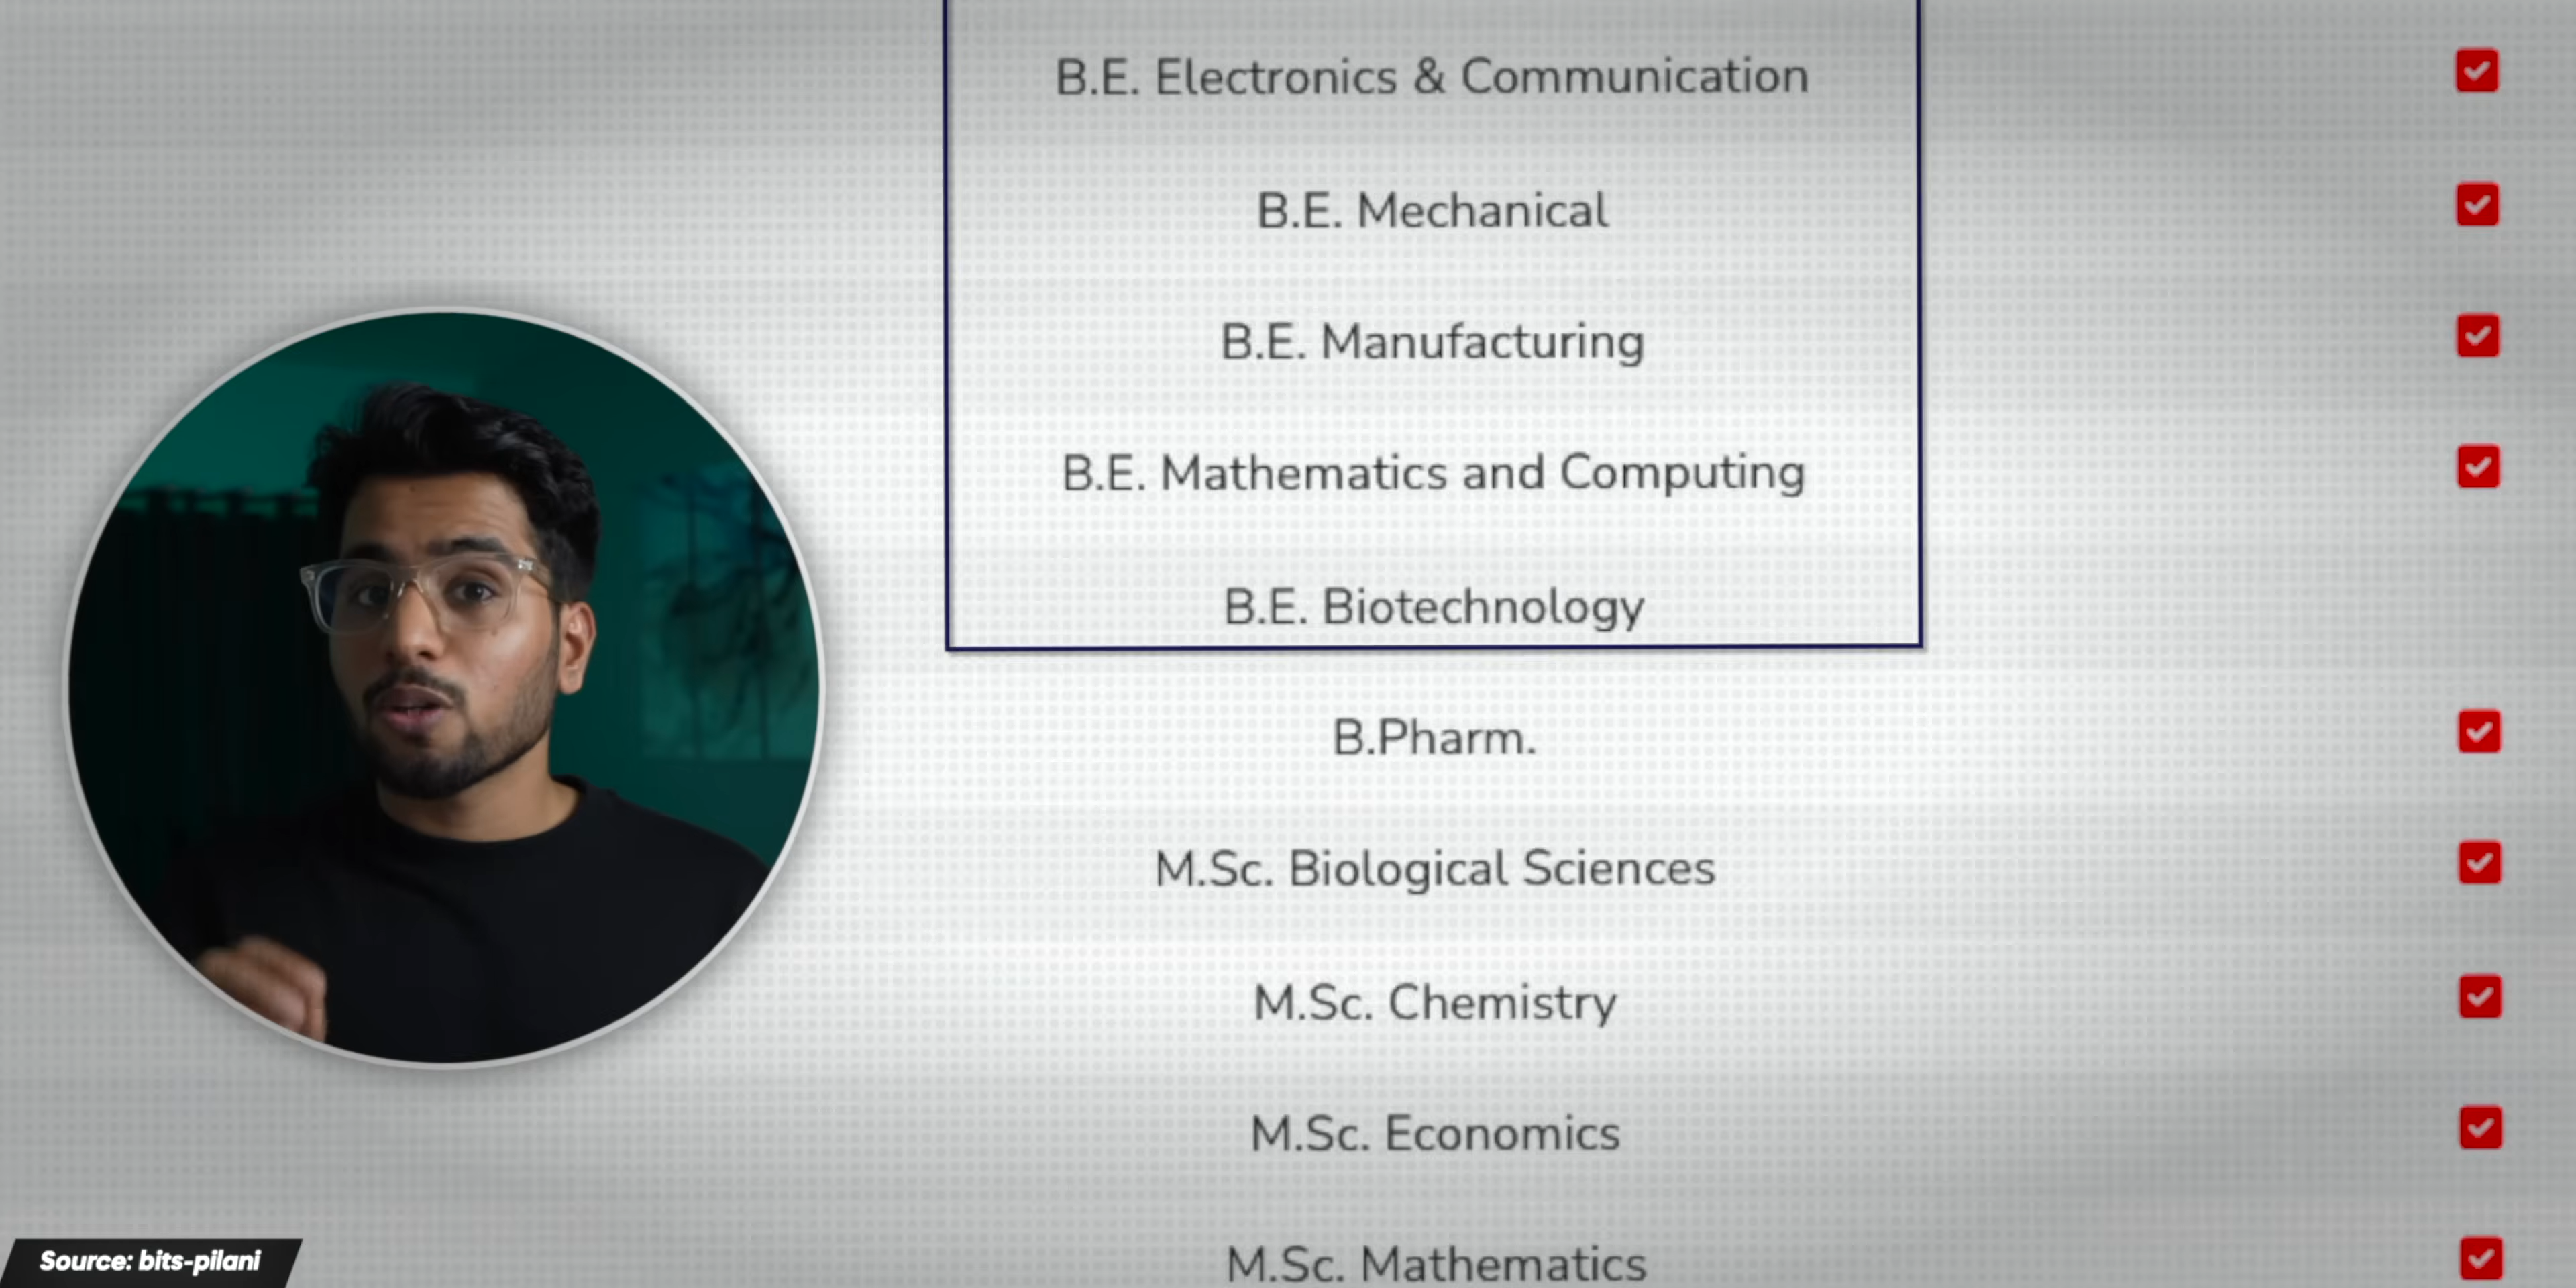 B.E. Electronics & Communication
B.E. Mechanical
B.E. Manufacturing
B.E. Mathematics and Computing
B.E. Biotechnology
B.Pharm.
M.Sc. Biological Sciences
M.Sc. Chemistry
M.Sc. Economics
M.Sc. Mathematics
Source: bits-pilani